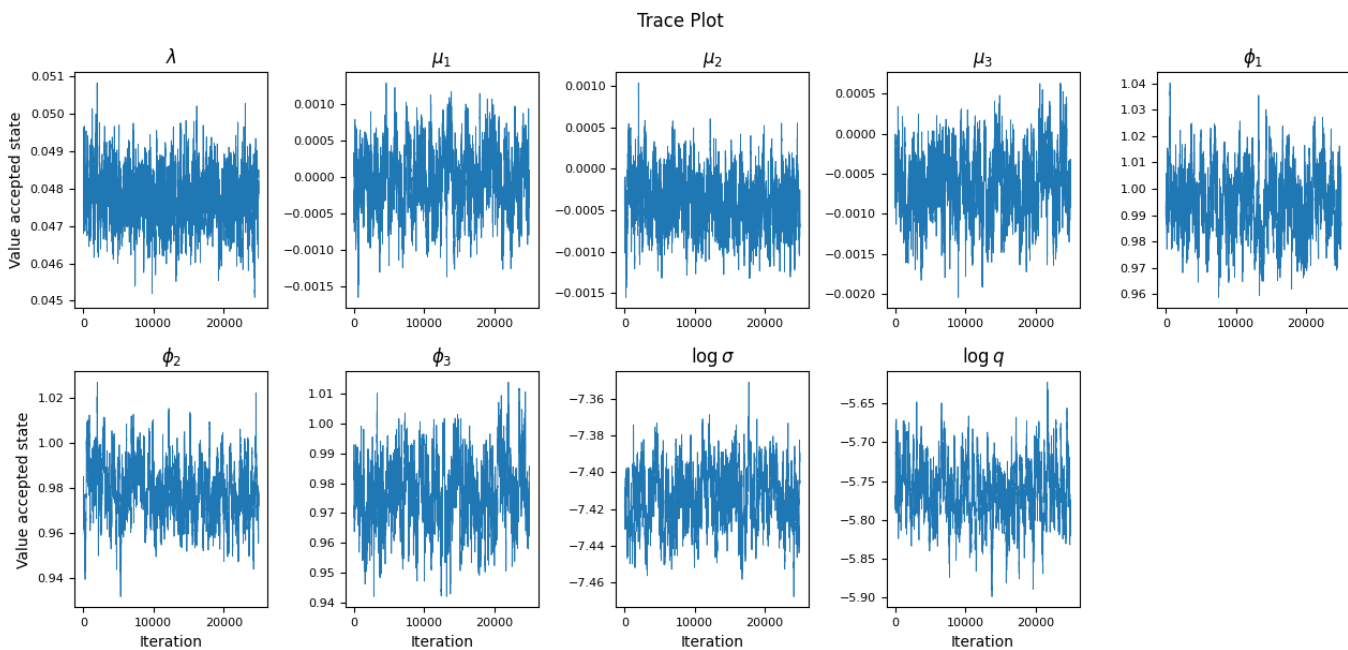 Trace Plot
λ
μ₁
μ₂
μ₃
ϕ₁
Value accepted state
0.051
0.050
0.049
0.048
0.047
0.046
0.045
0 10000 20000
0.0010
0.0005
0.0000
−0.0005
−0.0010
−0.0015
0 10000 20000
0.0010
0.0005
0.0000
−0.0005
−0.0010
−0.0015
0 10000 20000
0.0005
0.0000
−0.0005
−0.0010
−0.0015
−0.0020
0 10000 20000
1.04
1.03
1.02
1.01
1.00
0.99
0.98
0.97
0.96
0 10000 20000
ϕ₂
ϕ₃
log σ
log q
Value accepted state
1.02
1.00
0.98
0.96
0.94
0 10000 20000
Iteration
1.01
1.00
0.99
0.98
0.97
0.96
0.95
0.94
0 10000 20000
Iteration
−7.36
−7.38
−7.40
−7.42
−7.44
−7.46
0 10000 20000
Iteration
−5.65
−5.70
−5.75
−5.80
−5.85
−5.90
0 10000 20000
Iteration